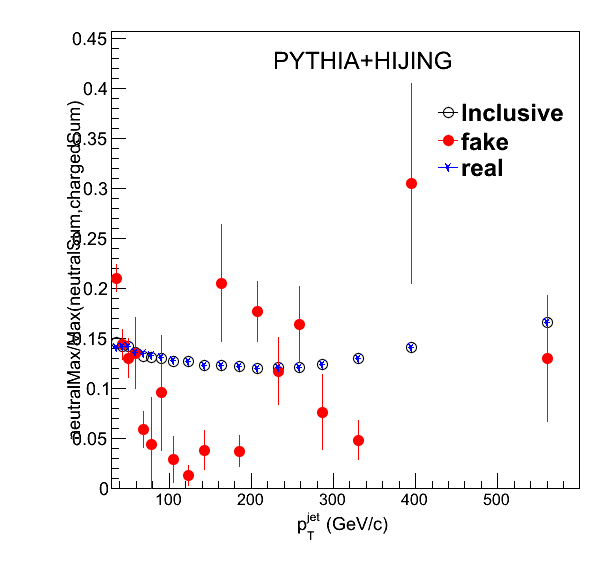 0.45
PYTHIA+HIJING
0.4
Inclusive
0.35
fake
real
0.3
0.25
0.2
0.15
0.1
0.05
0
neutralMax/Max(neutralSum,chargedSum)
100 200 300 400 500
p_T^jet (GeV/c)